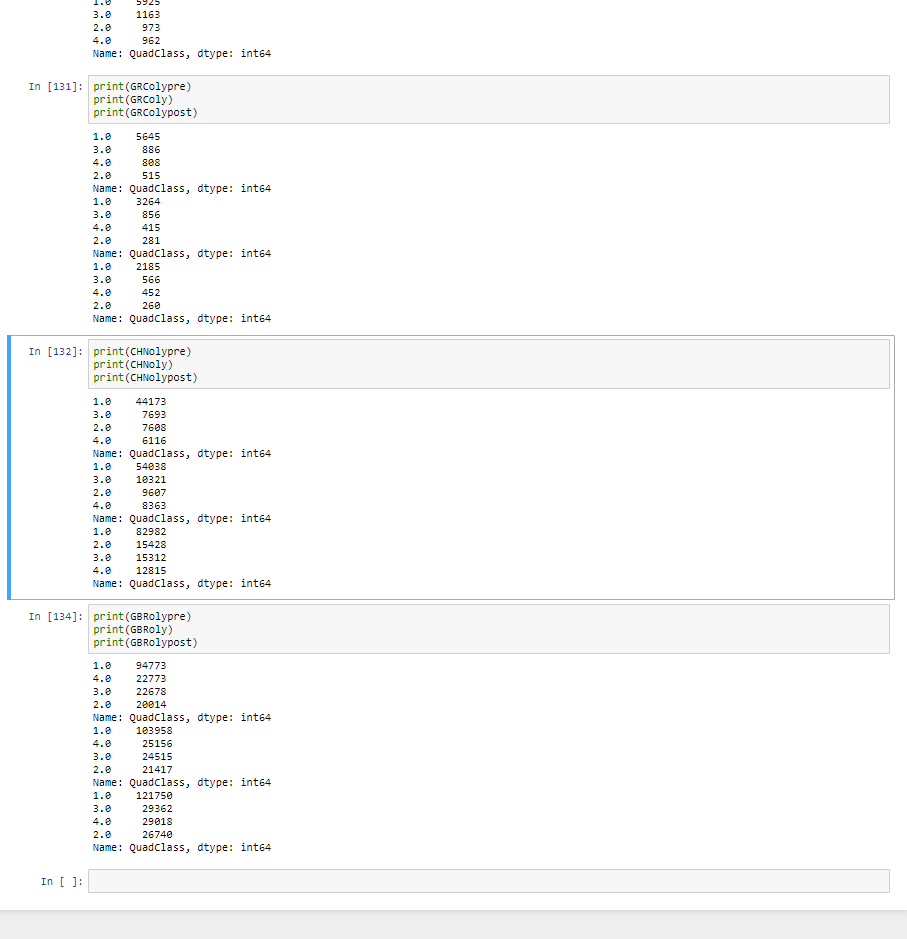 1.0    5925
3.0    1163
2.0     973
4.0     962
Name: QuadClass, dtype: int64
In [131]: print(GRColypre)
print(GRColy)
print(GRColypost)
1.0    5645
3.0     886
4.0     808
2.0     515
Name: QuadClass, dtype: int64
1.0    3264
3.0     856
4.0     415
2.0     281
Name: QuadClass, dtype: int64
1.0    2185
3.0     566
4.0     452
2.0     260
Name: QuadClass, dtype: int64
In [132]: print(CHNolypre)
print(CHNoly)
print(CHNolypost)
1.0    44173
3.0     7693
2.0     7608
4.0     6116
Name: QuadClass, dtype: int64
1.0    54038
3.0    10321
2.0     9607
4.0     8363
Name: QuadClass, dtype: int64
1.0    82982
2.0    15428
3.0    15312
4.0    12815
Name: QuadClass, dtype: int64
In [134]: print(GBRolypre)
print(GBRoly)
print(GBRolypost)
1.0    94773
4.0    22773
3.0    22678
2.0    20014
Name: QuadClass, dtype: int64
1.0    103958
4.0     25156
3.0     24515
2.0     21417
Name: QuadClass, dtype: int64
1.0    121750
3.0     29362
4.0     29018
2.0     26740
Name: QuadClass, dtype: int64
In [ ]: